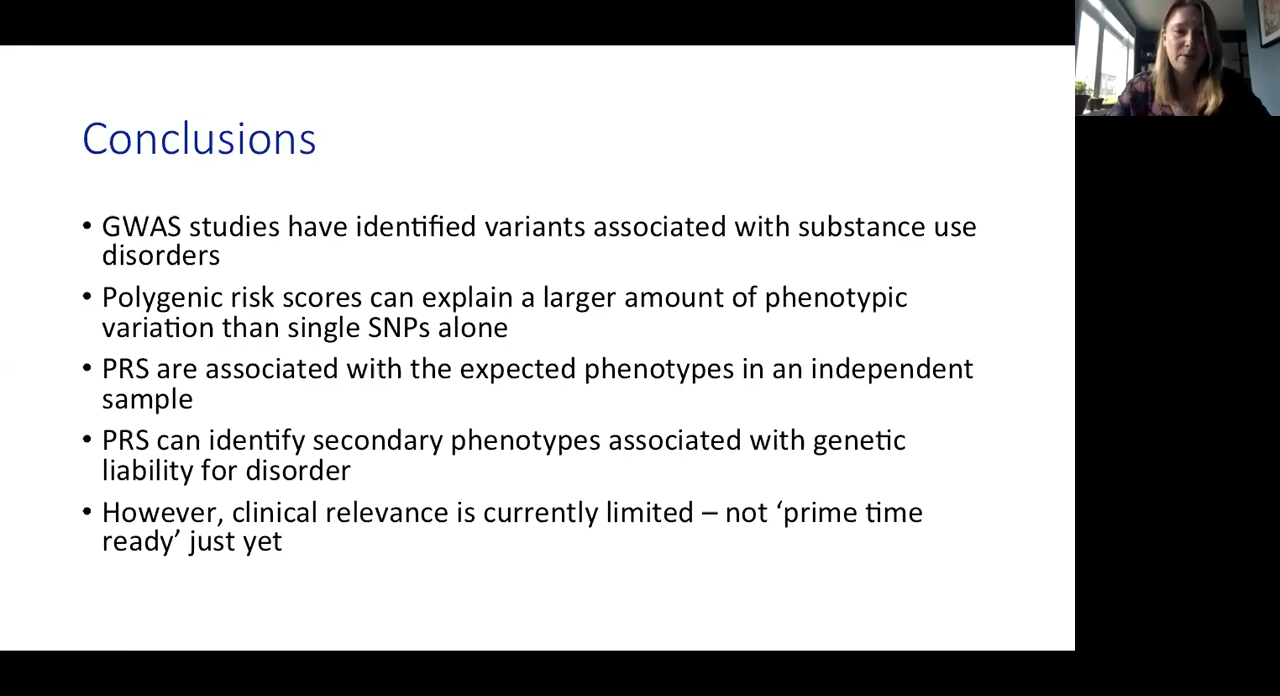 Conclusions
• GWAS studies have identified variants associated with substance use
disorders
• Polygenic risk scores can explain a larger amount of phenotypic
variation than single SNPs alone
• PRS are associated with the expected phenotypes in an independent
sample
• PRS can identify secondary phenotypes associated with genetic
liability for disorder
• However, clinical relevance is currently limited – not ‘prime time
ready’ just yet